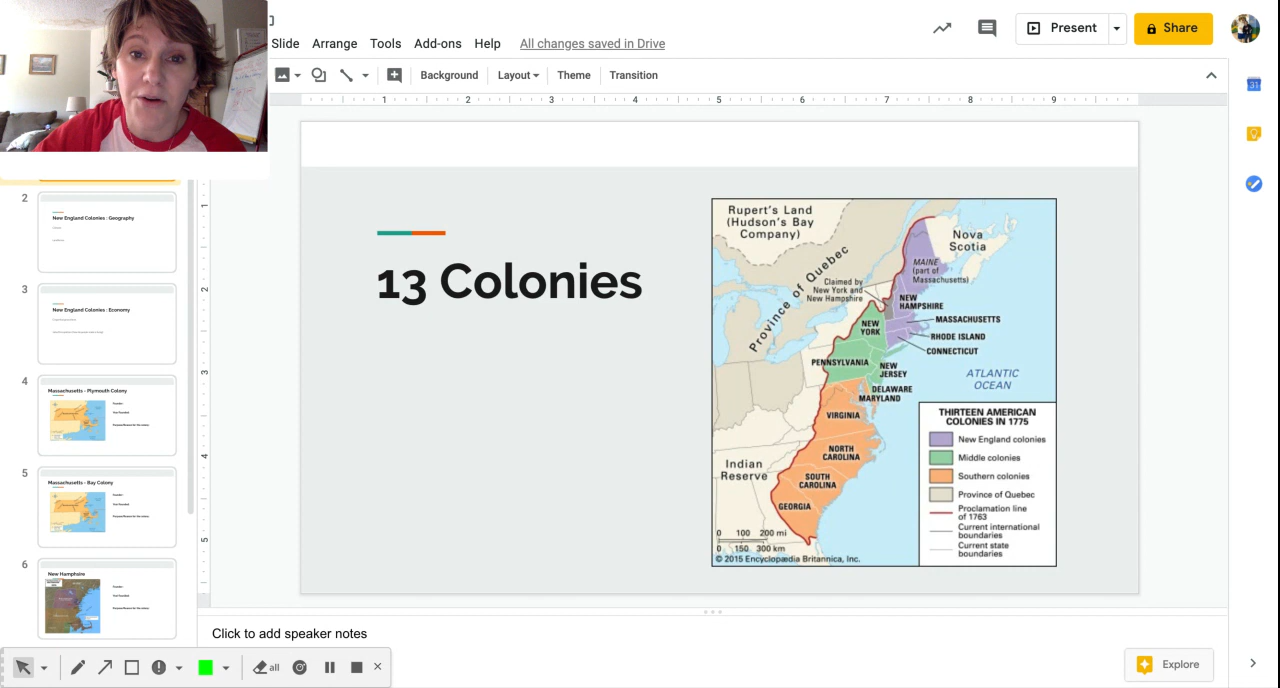 Slide Arrange Tools Add-ons Help All changes saved in Drive
Present
Share
Background Layout Theme Transition
31
1 2 3 4 5 6 7 8 9
1
2
3
4
5
2
New England Colonies : Geography
3
New England Colonies : Economy
4
Massachusetts - Plymouth Colony
5
Massachusetts - Bay Colony
6
New Hamphsire
13 Colonies
Rupert's Land
(Hudson's Bay
Company)
Nova
Scotia
Province of Quebec
MAINE
(part of
Massachusetts)
Claimed by
New York and
New Hampshire
NEW
HAMPSHIRE
MASSACHUSETTS
NEW
YORK
RHODE ISLAND
CONNECTICUT
PENNSYLVANIA
NEW
JERSEY
ATLANTIC
OCEAN
DELAWARE
MARYLAND
VIRGINIA
NORTH
CAROLINA
Indian
Reserve
SOUTH
CAROLINA
GEORGIA
0 100 200 mi
0 150 300 km
© 2015 Encyclopædia Britannica, Inc.
THIRTEEN AMERICAN
COLONIES IN 1775
New England colonies
Middle colonies
Southern colonies
Province of Quebec
Proclamation line
of 1763
Current international
boundaries
Current state
boundaries
Click to add speaker notes
all
Explore